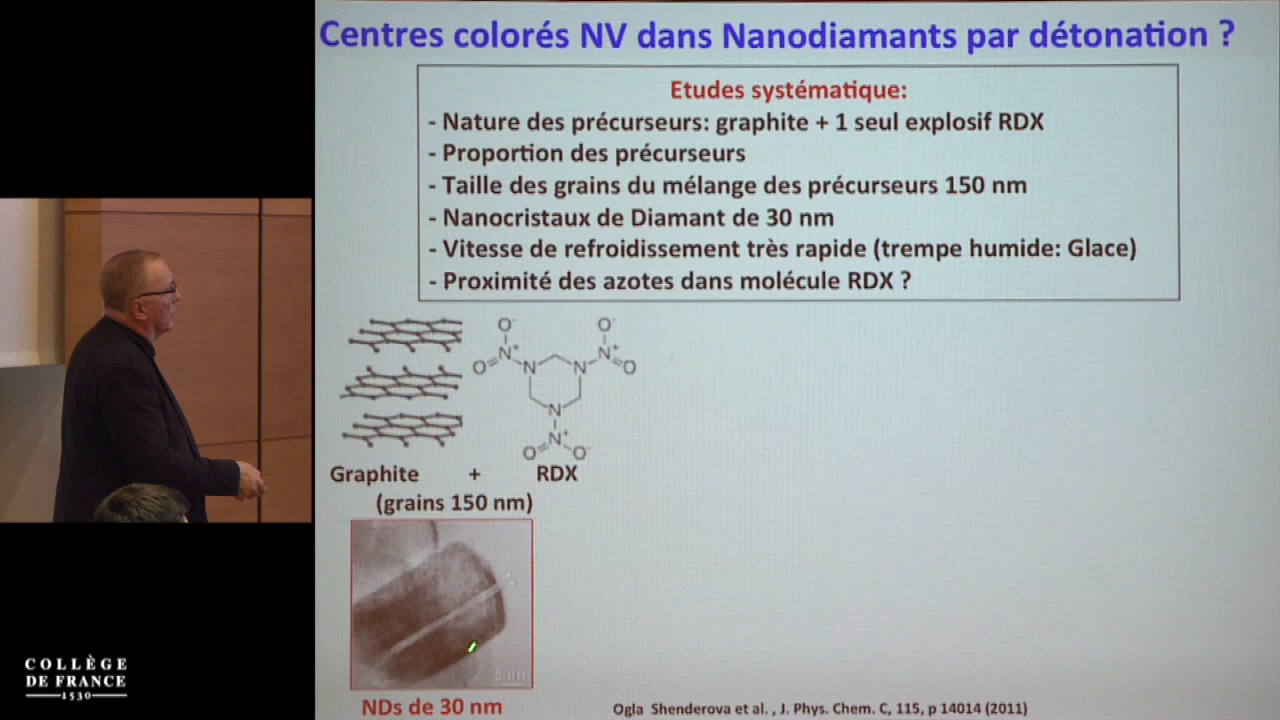 Centres colorés NV dans Nanodiamants par détonation ?
Etudes systématique:
- Nature des précurseurs: graphite + 1 seul explosif RDX
- Proportion des précurseurs
- Taille des grains du mélange des précurseurs 150 nm
- Nanocristaux de Diamant de 30 nm
- Vitesse de refroidissement très rapide (trempe humide: Glace)
- Proximité des azotes dans molécule RDX ?
O⁻ O⁻
N⁺ N⁺
O N N O
N
N⁺
O O⁻
Graphite + RDX
(grains 150 nm)
5 nm
NDs de 30 nm
Ogla Shenderova et al. , J. Phys. Chem. C, 115, p 14014 (2011)
COLLÈGE
DE FRANCE
1530